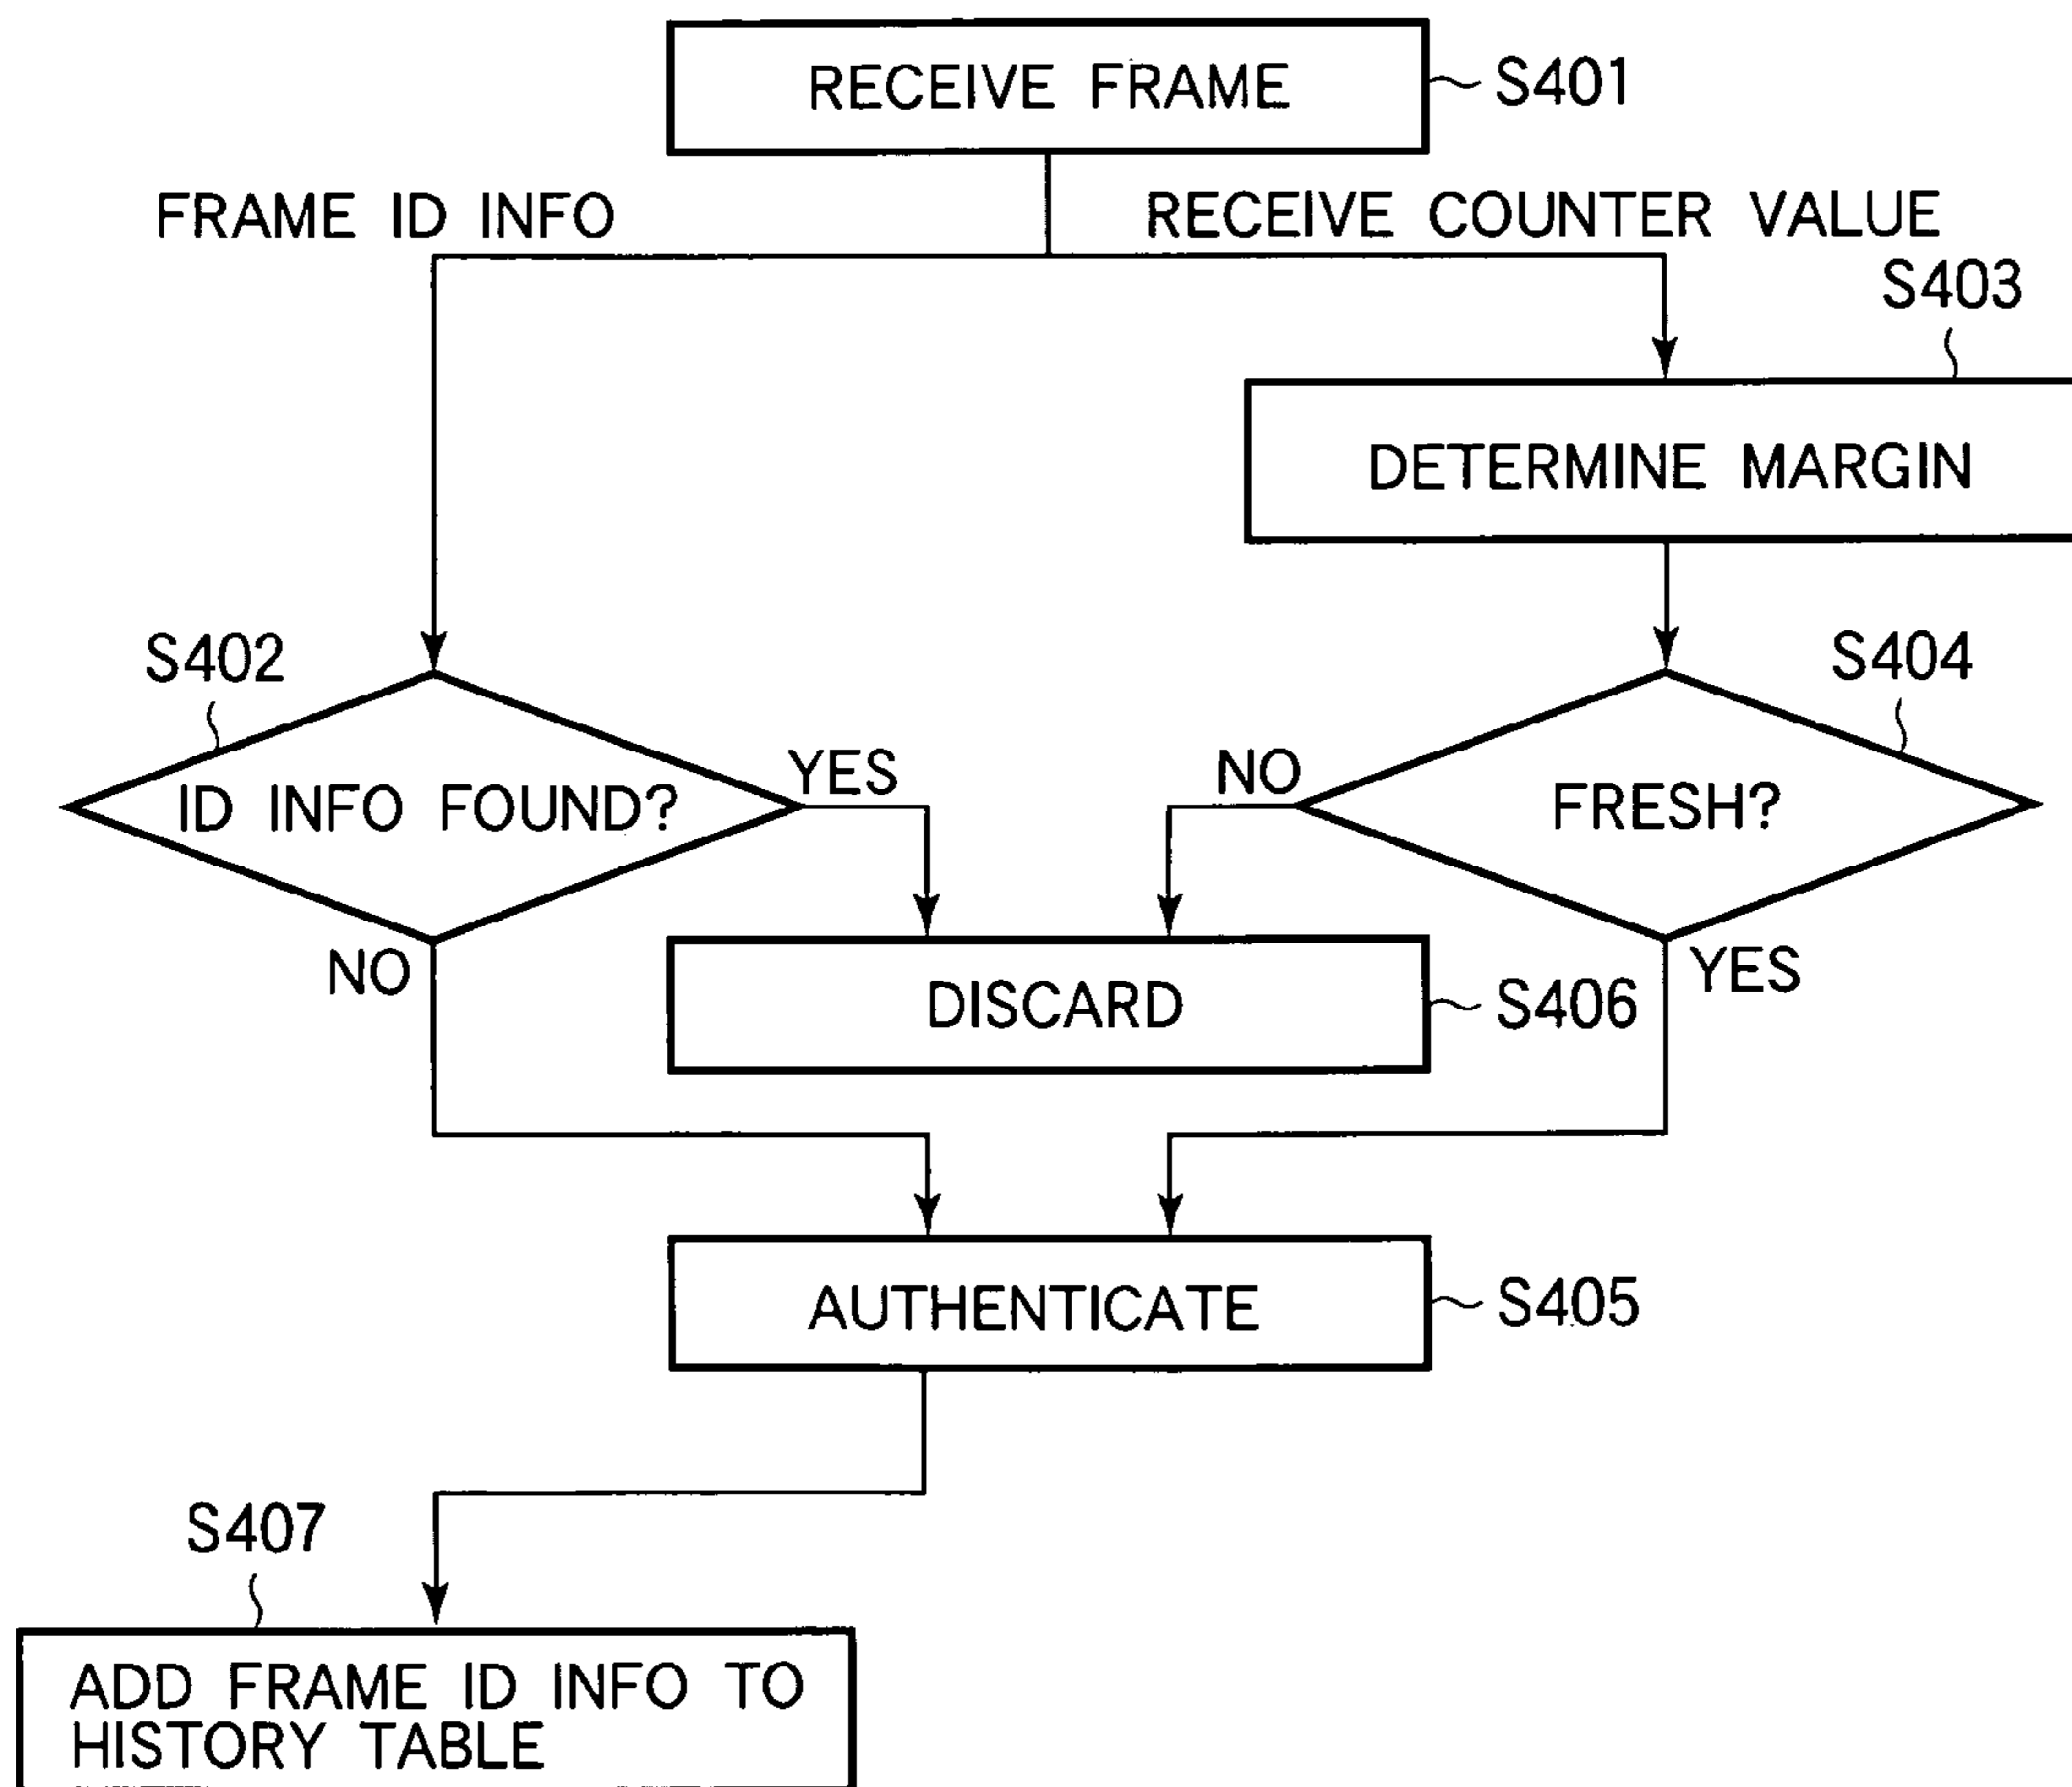 RECEIVE FRAME
S401
FRAME ID INFO
RECEIVE COUNTER VALUE
S403
DETERMINE MARGIN
S402
S404
ID INFO FOUND?
YES
NO
FRESH?
NO
DISCARD
S406
YES
AUTHENTICATE
S405
S407
ADD FRAME ID INFO TO
HISTORY TABLE